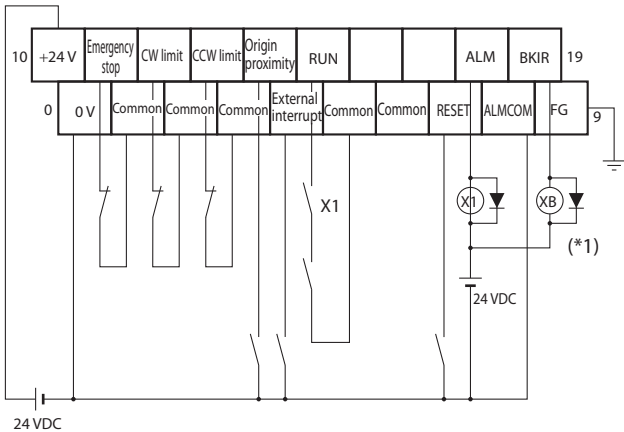 10 +24 V Emergency stop CW limit CCW limit Origin proximity RUN ALM BKIR 19
0 0 V Common Common Common External interrupt Common Common RESET ALMCOM FG 9
X1
X1 XB
(*1)
24 VDC
24 VDC